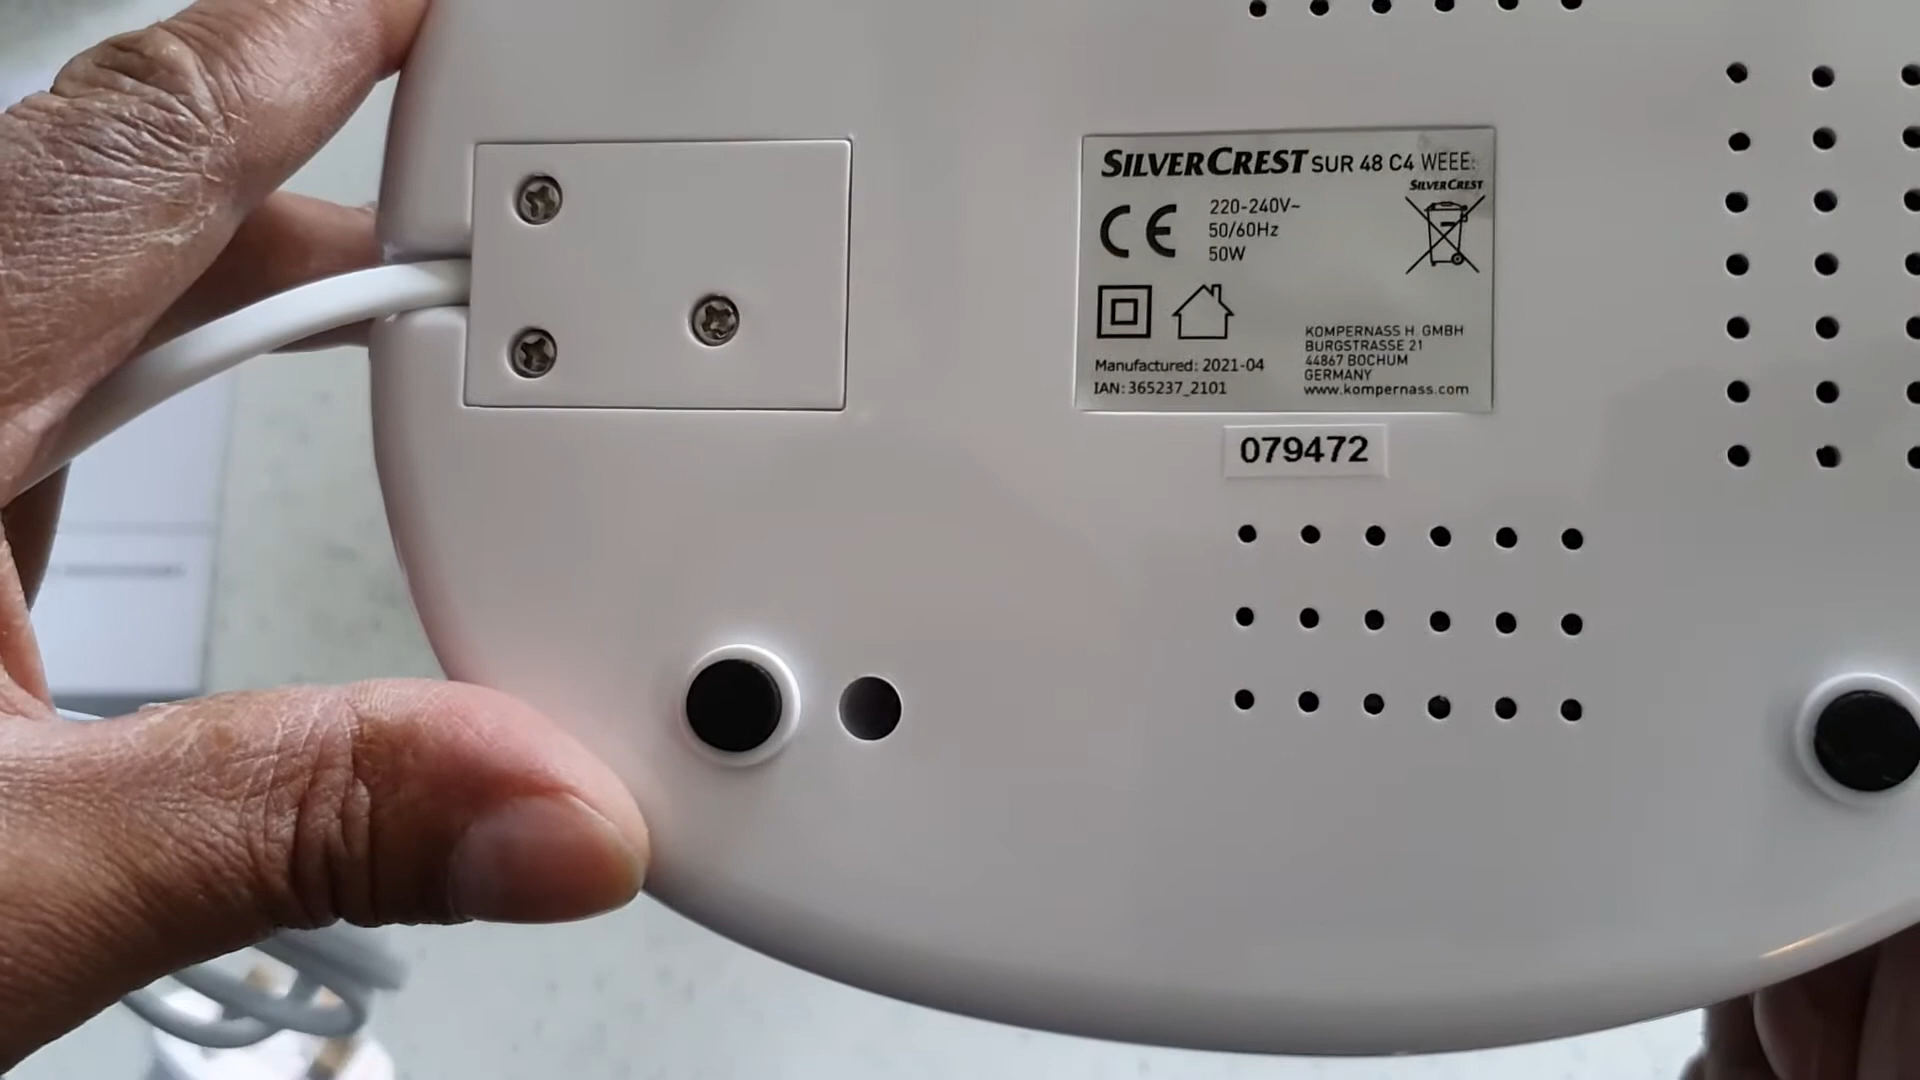 SILVERCREST SUR 48 C4 WEEE:
SILVERCREST
CE
220-240V~
50/60Hz
50W
Manufactured: 2021-04
IAN: 365237_2101
KOMPERNASS H. GMBH
BURGSTRASSE 21
44867 BOCHUM
GERMANY
www.kompernass.com
079472